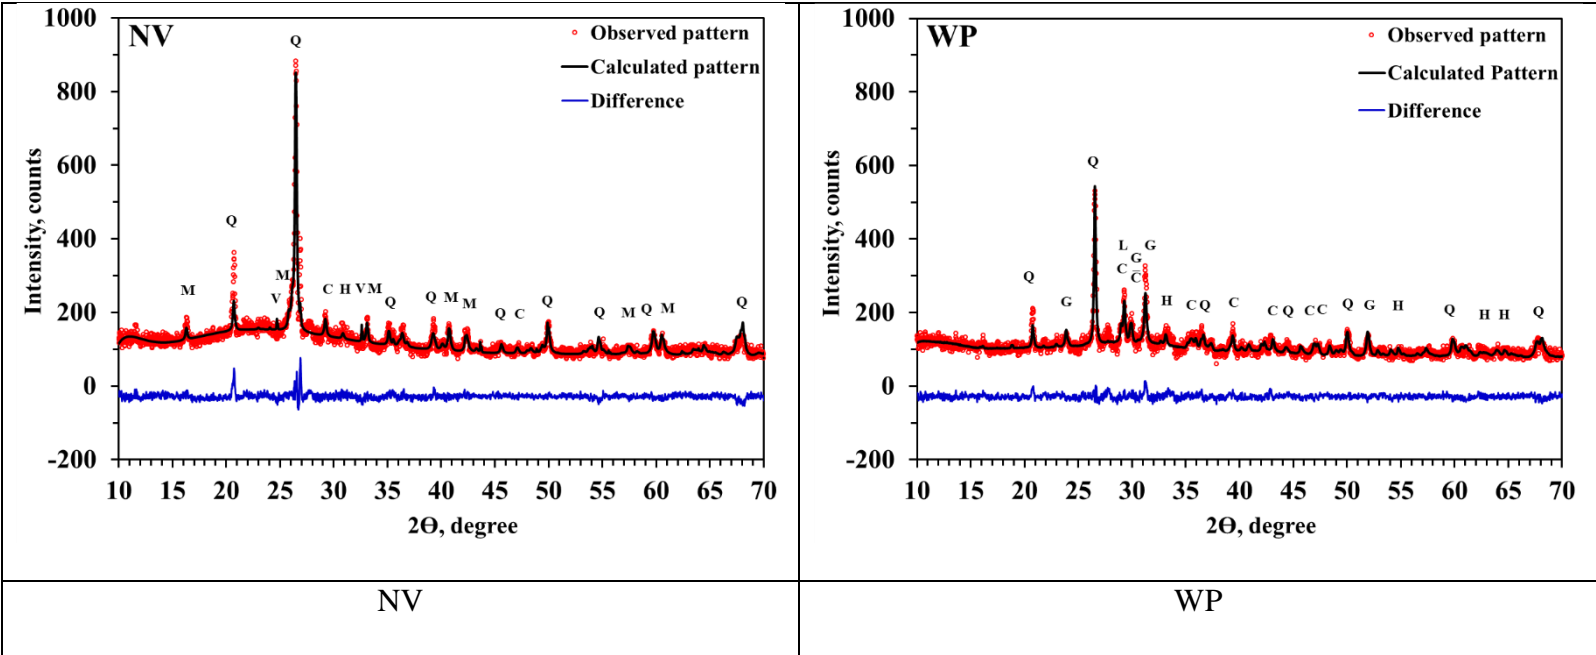 NV
Observed pattern
Calculated pattern
Difference
Intensity, counts
1000
800
600
400
200
0
-200
10 15 20 25 30 35 40 45 50 55 60 65 70
2Θ, degree
M Q V M Q C H V M Q Q M M Q C Q Q M Q M Q
WP
Observed pattern
Calculated Pattern
Difference
Intensity, counts
1000
800
600
400
200
0
-200
10 15 20 25 30 35 40 45 50 55 60 65 70
2Θ, degree
Q G Q L C G C G H C Q C C Q C C Q G H Q H H Q
NV
WP